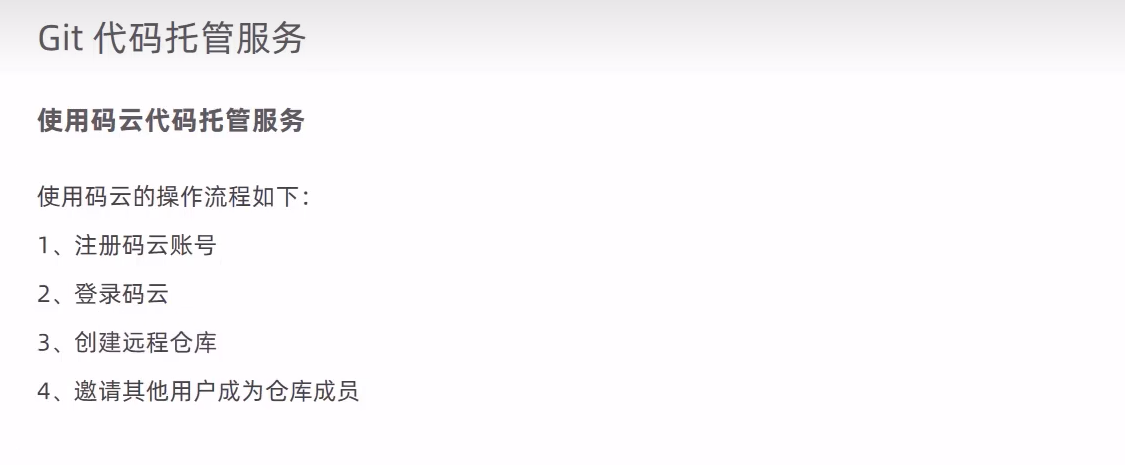 Git 代码托管服务
使用码云代码托管服务
使用码云的操作流程如下：
1、注册码云账号
2、登录码云
3、创建远程仓库
4、邀请其他用户成为仓库成员